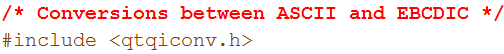 /* Conversions between ASCII and EBCDIC */
#include <qtqiconv.h>